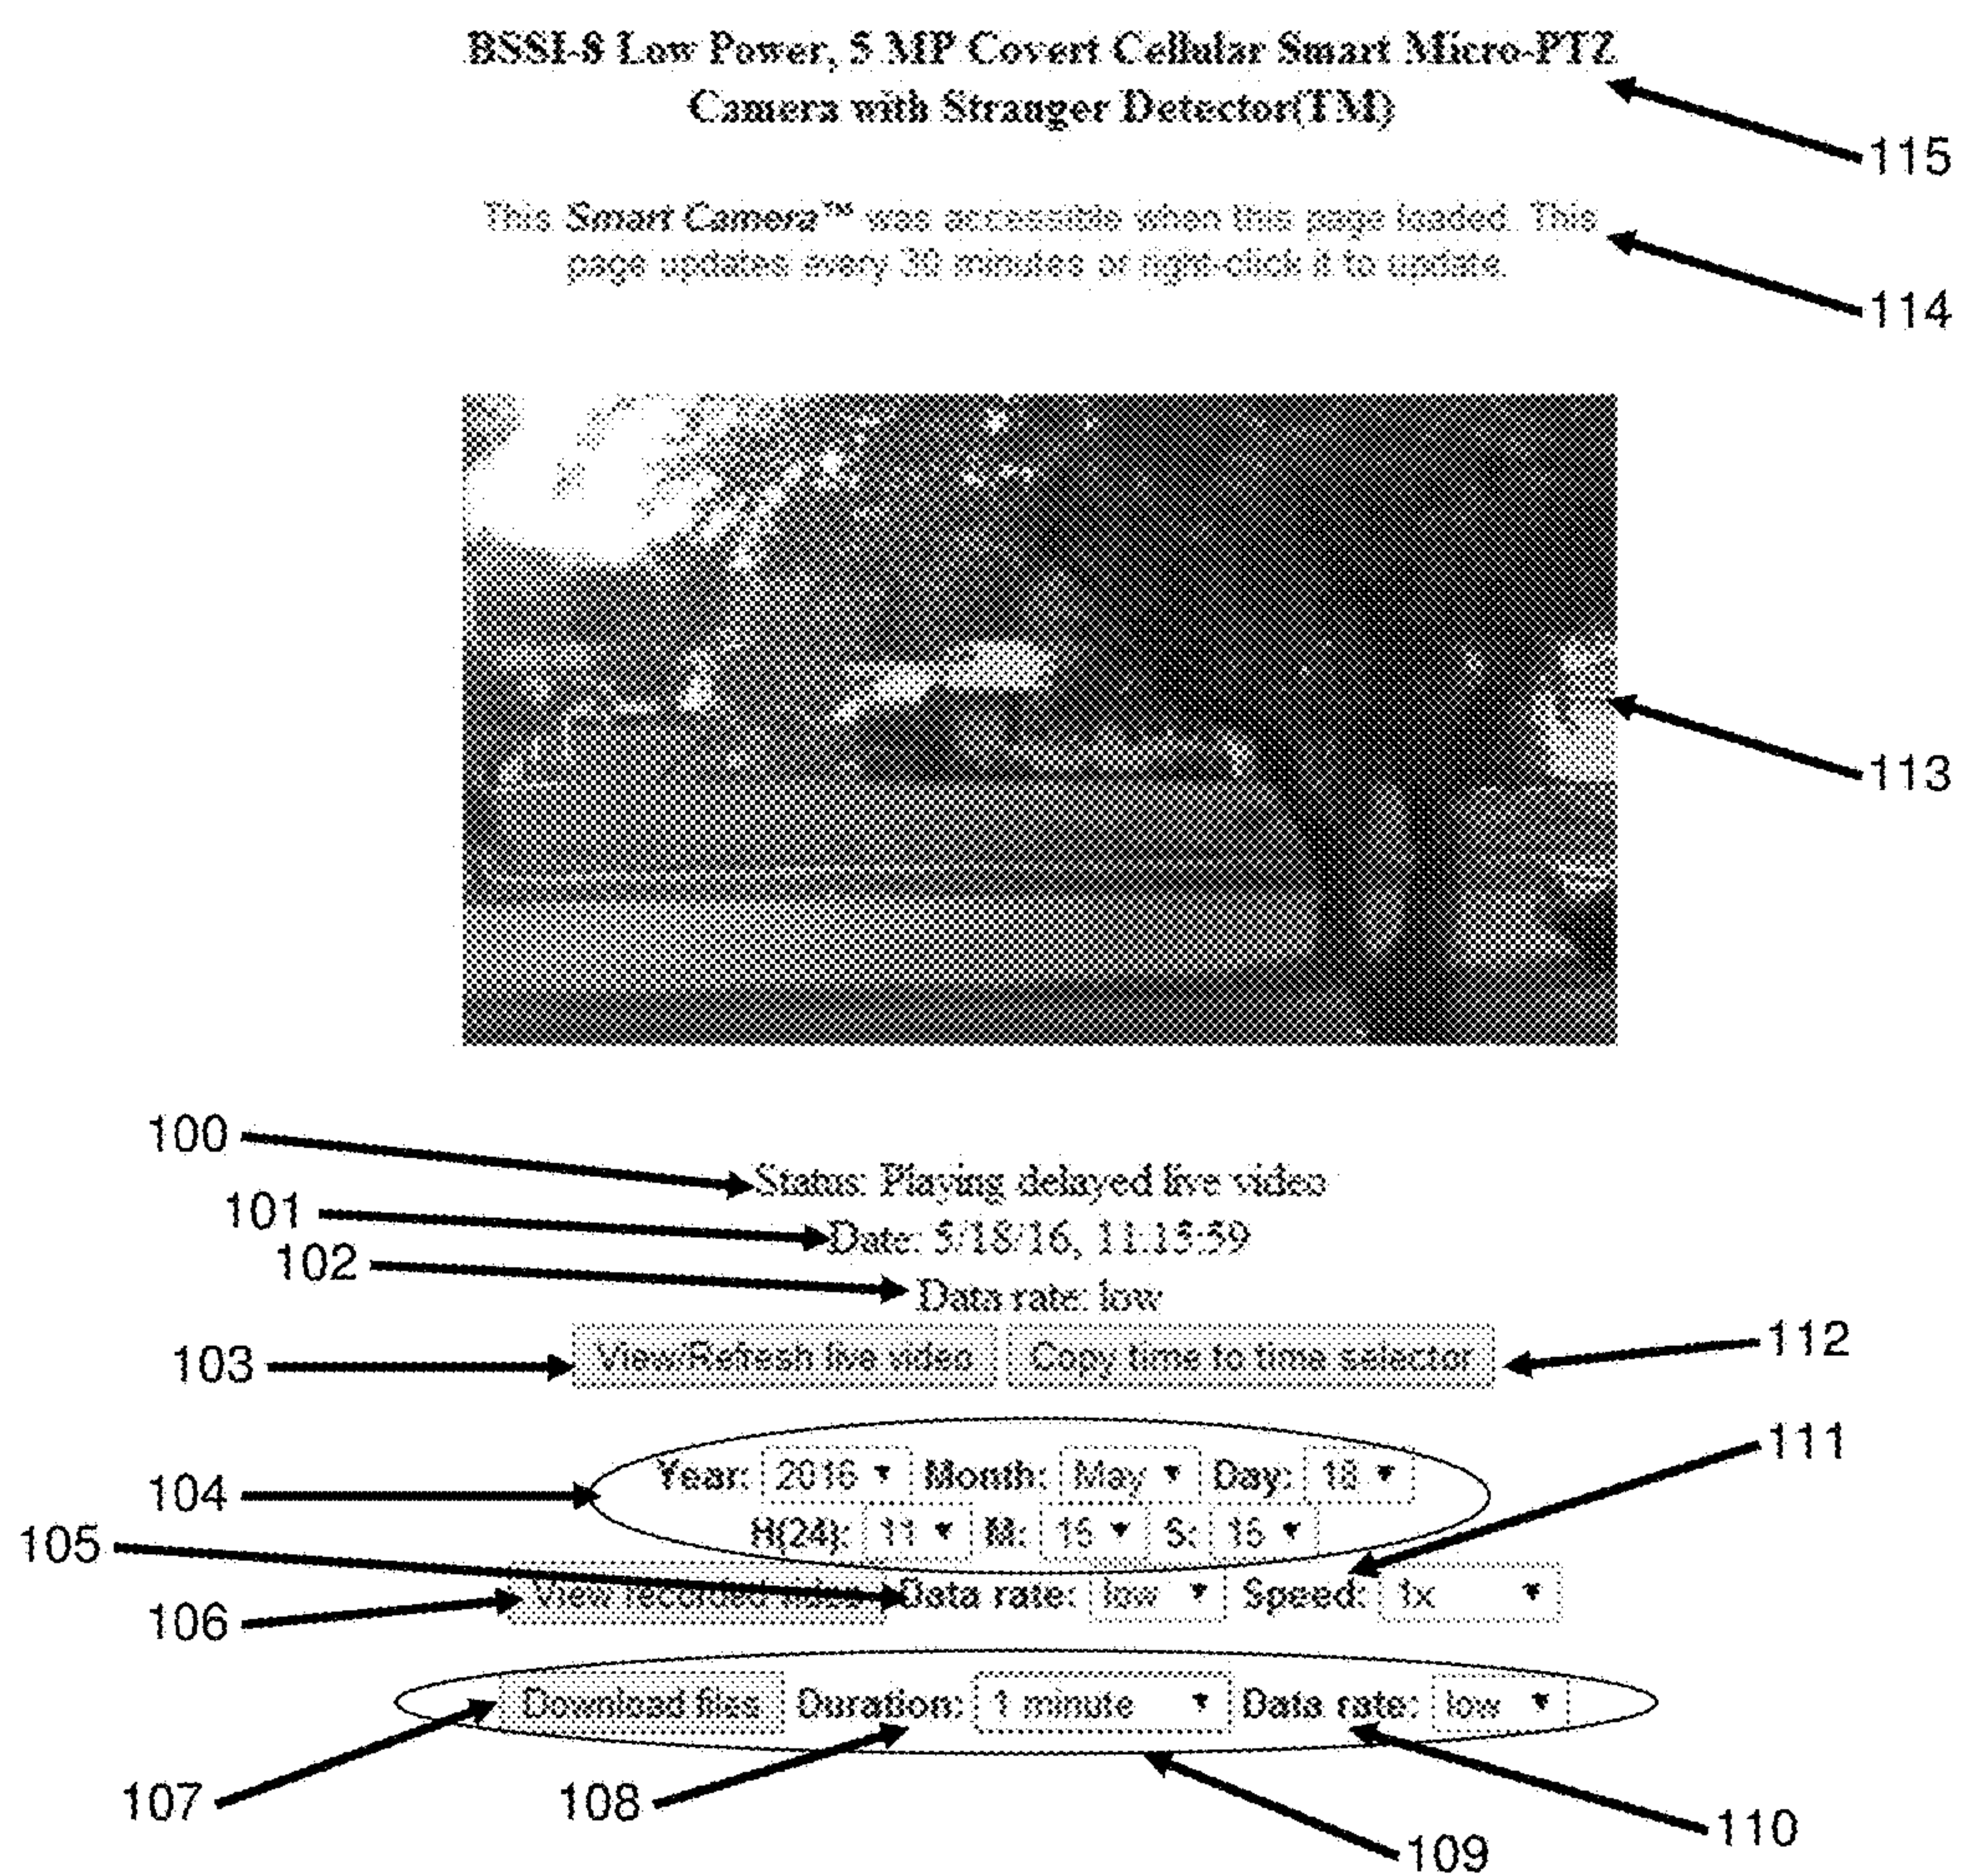 BSSI-8 Low Power, 5 MP Covert Cellular Smart Micro-PTZ
Camera with Stranger Detector(TM)
115
This Smart Camera™ was accessible when this page loaded. This
page updates every 30 minutes or right-click it to update.
114
113
100
Status: Playing delayed live video
101
Date: 5/18/16, 11:15:59
102
Data rate: low
103
View/Refresh live video Copy time to time selector
112
111
104
Year: 2016 Month: May Day: 18
H(24): 11 M: 15 S: 15
105
View recorded Data rate: low Speed: 1x
106
Download files Duration: 1 minute Data rate: low
107
108
109
110